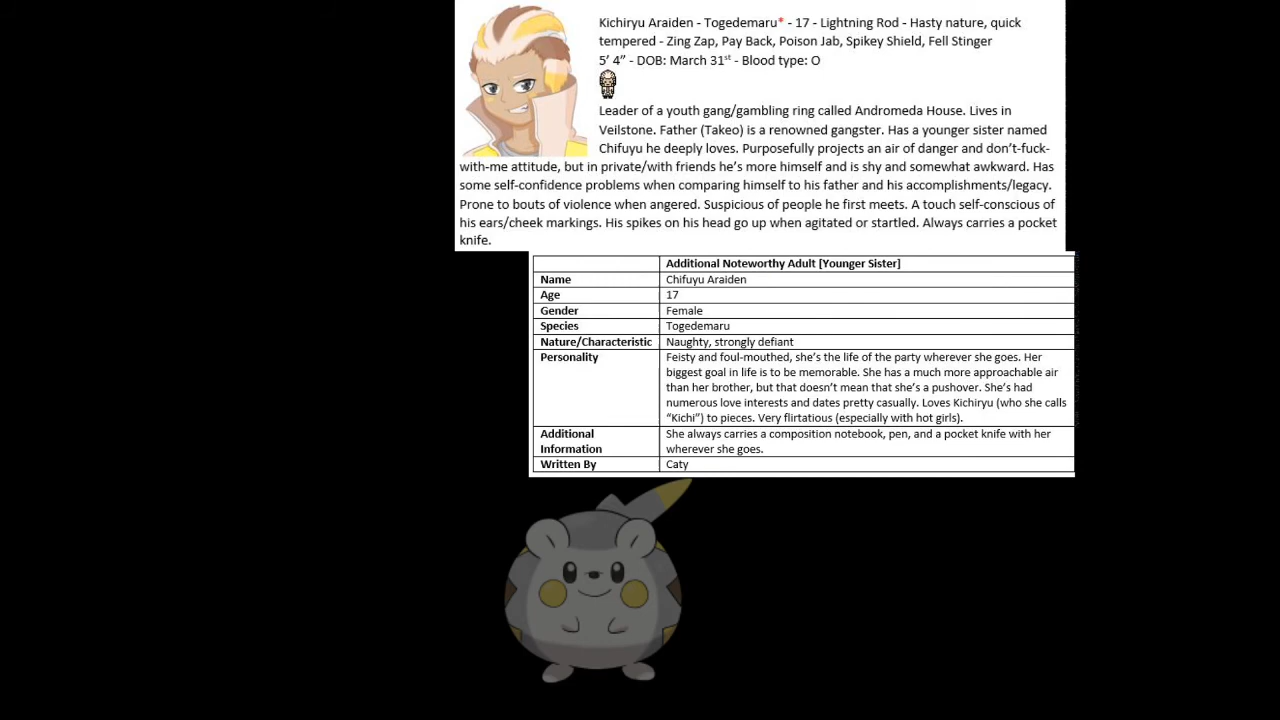 Kichiryu Araiden - Togedemaru* - 17 - Lightning Rod - Hasty nature, quick
tempered - Zing Zap, Pay Back, Poison Jab, Spikey Shield, Fell Stinger
5’ 4” - DOB: March 31st - Blood type: O
Leader of a youth gang/gambling ring called Andromeda House. Lives in
Veilstone. Father (Takeo) is a renowned gangster. Has a younger sister named
Chifuyu he deeply loves. Purposefully projects an air of danger and don’t-fuck-
with-me attitude, but in private/with friends he’s more himself and is shy and somewhat awkward. Has
some self-confidence problems when comparing himself to his father and his accomplishments/legacy.
Prone to bouts of violence when angered. Suspicious of people he first meets. A touch self-conscious of
his ears/cheek markings. His spikes on his head go up when agitated or startled. Always carries a pocket
knife.
Additional Noteworthy Adult [Younger Sister]
Name Chifuyu Araiden
Age 17
Gender Female
Species Togedemaru
Nature/Characteristic Naughty, strongly defiant
Personality Feisty and foul-mouthed, she’s the life of the party wherever she goes. Her
biggest goal in life is to be memorable. She has a much more approachable air
than her brother, but that doesn’t mean that she’s a pushover. She’s had
numerous love interests and dates pretty casually. Loves Kichiryu (who she calls
“Kichi”) to pieces. Very flirtatious (especially with hot girls).
Additional She always carries a composition notebook, pen, and a pocket knife with her
Information wherever she goes.
Written By Caty